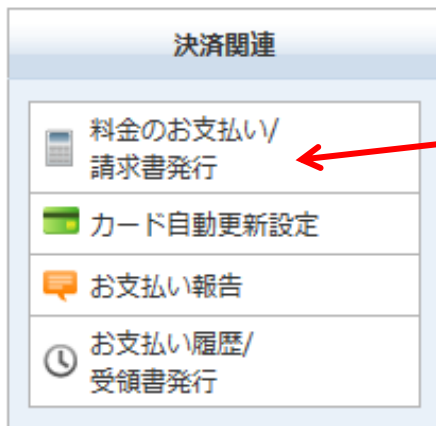 決済関連
料金のお支払い/
請求書発行
カード自動更新設定
お支払い報告
お支払い履歴/
受領書発行